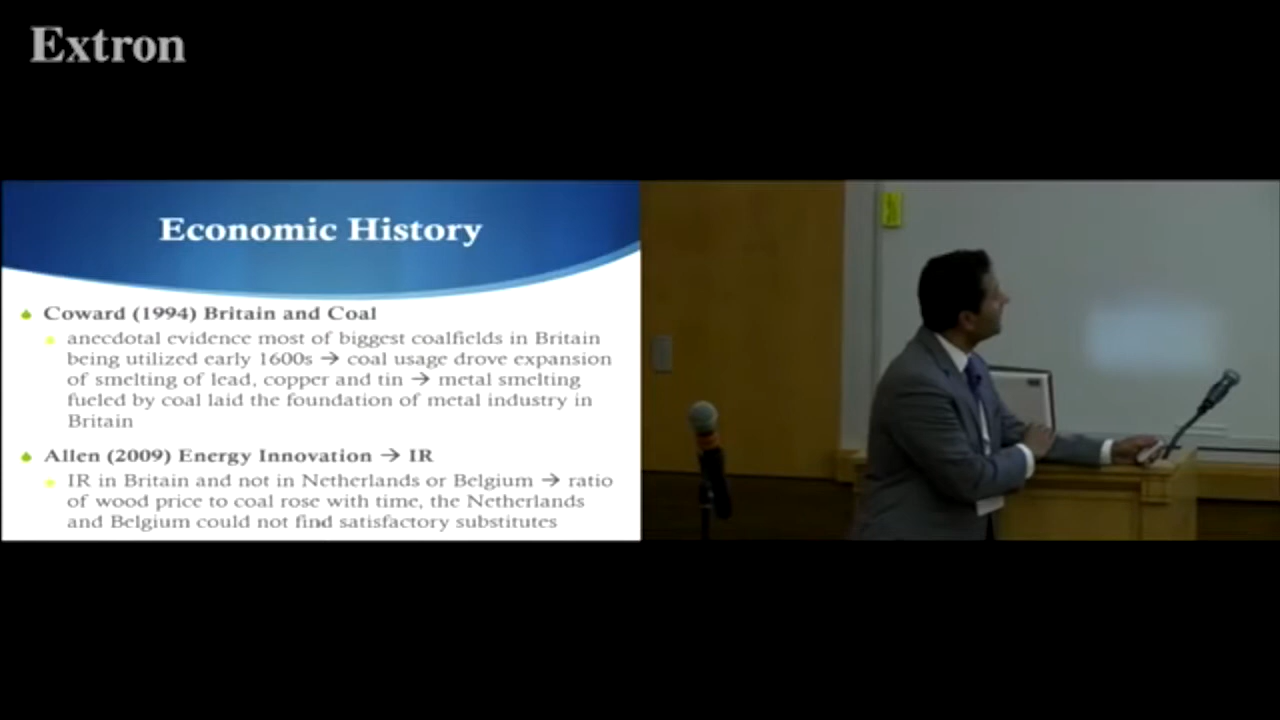 Extron
Economic History
Coward (1994) Britain and Coal
anecdotal evidence most of biggest coalfields in Britain
being utilized early 1600s → coal usage drove expansion
of smelting of lead, copper and tin → metal smelting
fueled by coal laid the foundation of metal industry in
Britain
Allen (2009) Energy Innovation → IR
IR in Britain and not in Netherlands or Belgium → ratio
of wood price to coal rose with time, the Netherlands
and Belgium could not find satisfactory substitutes